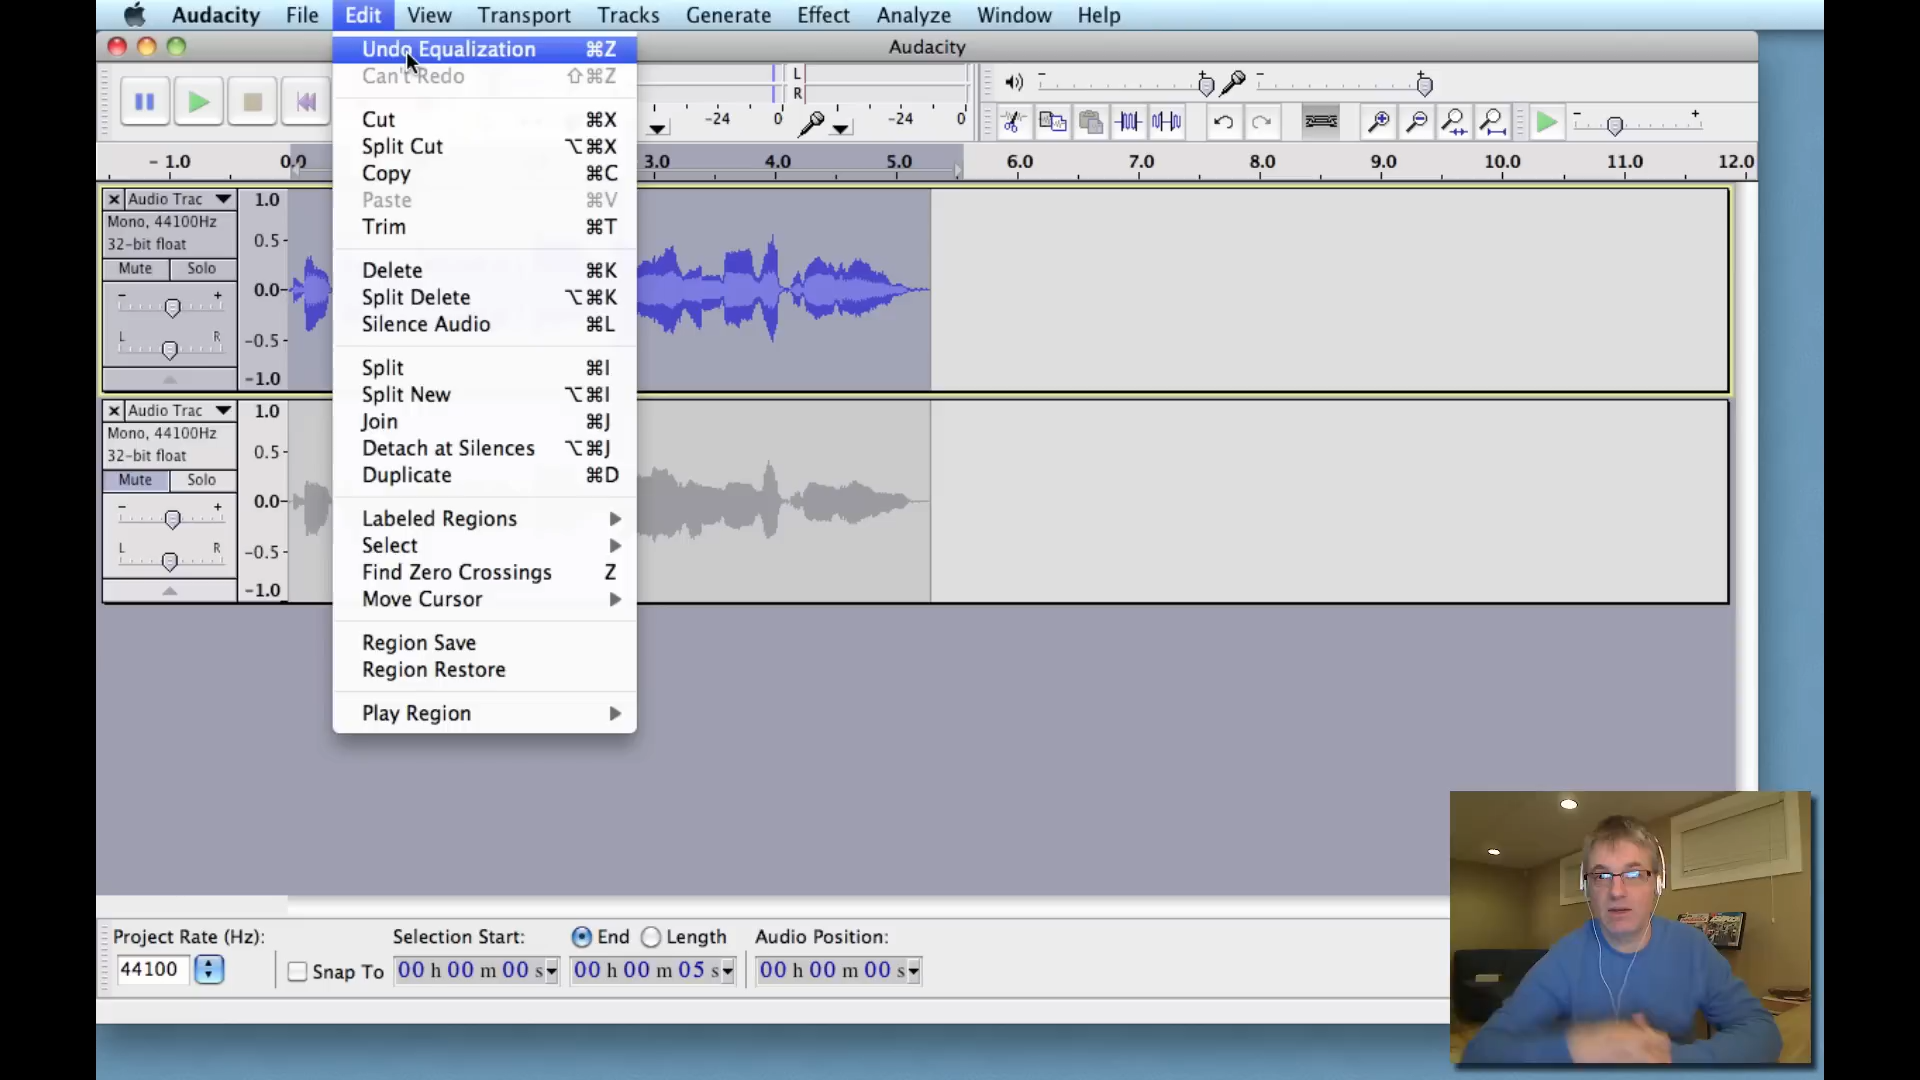 Audacity File Edit View Transport Tracks Generate Effect Analyze Window Help
Audacity
Undo Equalization ⌘Z
Can't Redo ⇧⌘Z
Cut ⌘X
Split Cut ⌥⌘X
Copy ⌘C
Paste ⌘V
Trim ⌘T
Delete ⌘K
Split Delete ⌥⌘K
Silence Audio ⌘L
Split ⌘I
Split New ⌥⌘I
Join ⌘J
Detach at Silences ⌥⌘J
Duplicate ⌘D
Labeled Regions
Select
Find Zero Crossings Z
Move Cursor
Region Save
Region Restore
Play Region
L
R
-24 0 -24 0
- 1.0 0.0 3.0 4.0 5.0 6.0 7.0 8.0 9.0 10.0 11.0 12.0
Audio Trac
Mono, 44100Hz
32-bit float
Mute Solo
- +
L R
1.0
0.5
0.0
-0.5
-1.0
Audio Trac
Mono, 44100Hz
32-bit float
Mute Solo
- +
L R
1.0
0.5
0.0
-0.5
-1.0
Project Rate (Hz): Selection Start: End Length Audio Position:
44100 Snap To 00 h 00 m 00 s 00 h 00 m 05 s 00 h 00 m 00 s